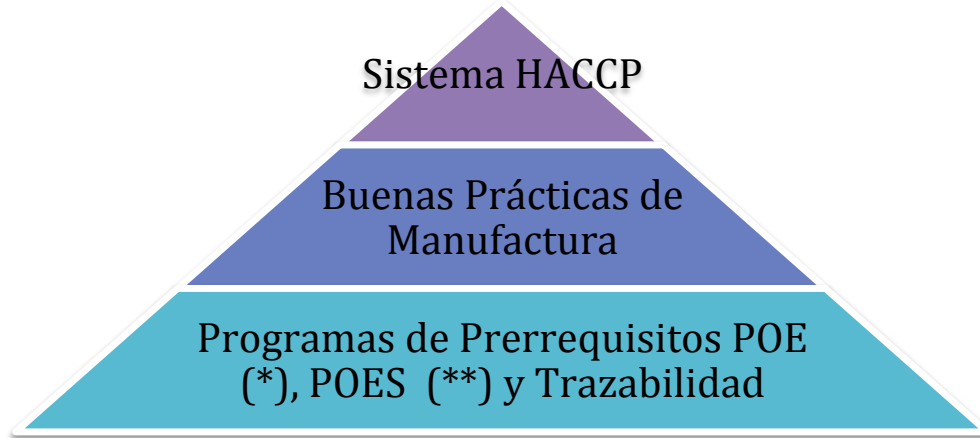 Sistema HACCP
Buenas Prácticas de
Manufactura
Programas de Prerrequisitos POE
(*), POES (**) y Trazabilidad